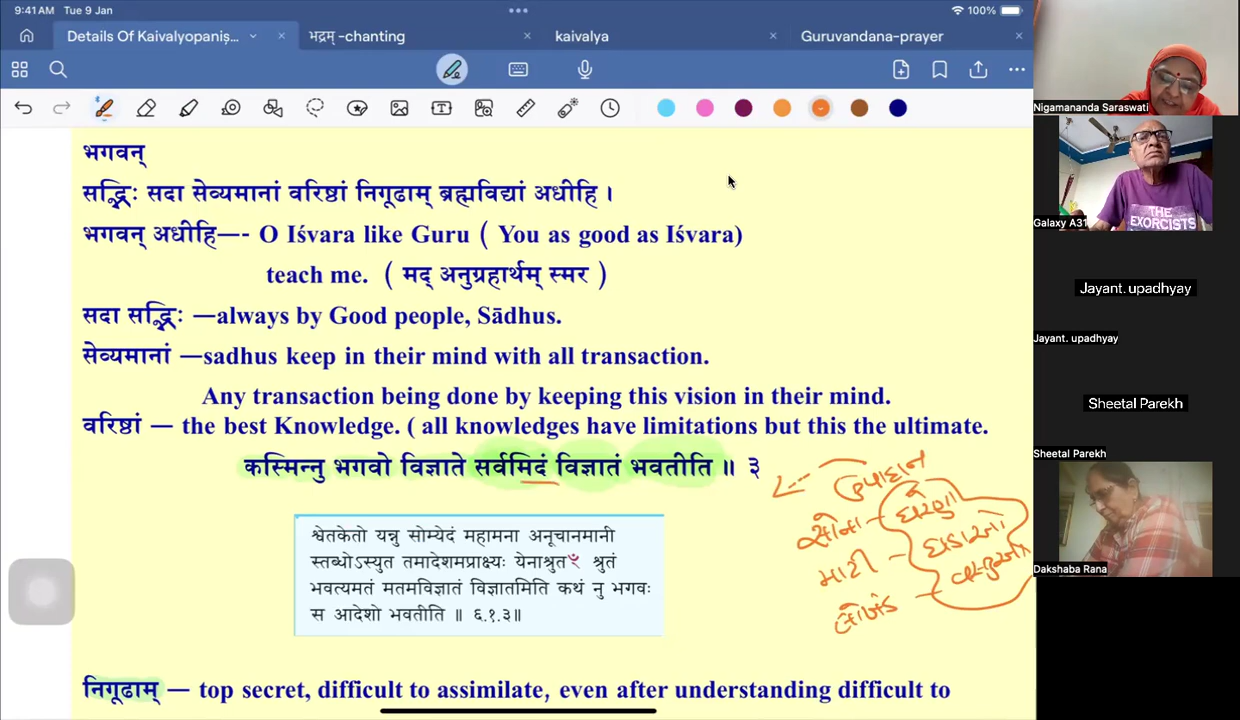 9:41 AM Tue 9 Jan
100%
Details Of Kaivalyopaniṣ...
भद्रम् -chanting
kaivalya
Guruvandana-prayer
भगवन्
सद्भिः सदा सेव्यमानां वरिष्ठां निगूढाम् ब्रह्मविद्यां अधीहि ।
भगवन् अधीहि—- O Iśvara like Guru ( You as good as Iśvara)
teach me. ( मद् अनुग्रहार्थम् स्मर )
सदा सद्भिः —always by Good people, Sādhus.
सेव्यमानां —sadhus keep in their mind with all transaction.
Any transaction being done by keeping this vision in their mind.
वरिष्ठां — the best Knowledge. ( all knowledges have limitations but this the ultimate.
कस्मिन्नु भगवो विज्ञाते सर्वमिदं विज्ञातं भवतीति ॥ ३
ઉપાદાન
સોના
ઘરેણા
માટી
લોખંડ
श्वेतकेतो यन्नु सोम्येदं महामना अनूचानमानी
स्तब्धोऽस्युत तमादेशमप्राक्ष्यः येनाश्रुतꣳ श्रुतं
भवत्यमतं मतमविज्ञातं विज्ञातमिति कथं नु भगवः
स आदेशो भवतीति ॥ ६.१.३॥
निगूढाम् — top secret, difficult to assimilate, even after understanding difficult to
Nigamananda Saraswati
THE EXORCISTS
Galaxy A31
Jayant. upadhyay
Jayant. upadhyay
Sheetal Parekh
Sheetal Parekh
Dakshaba Rana